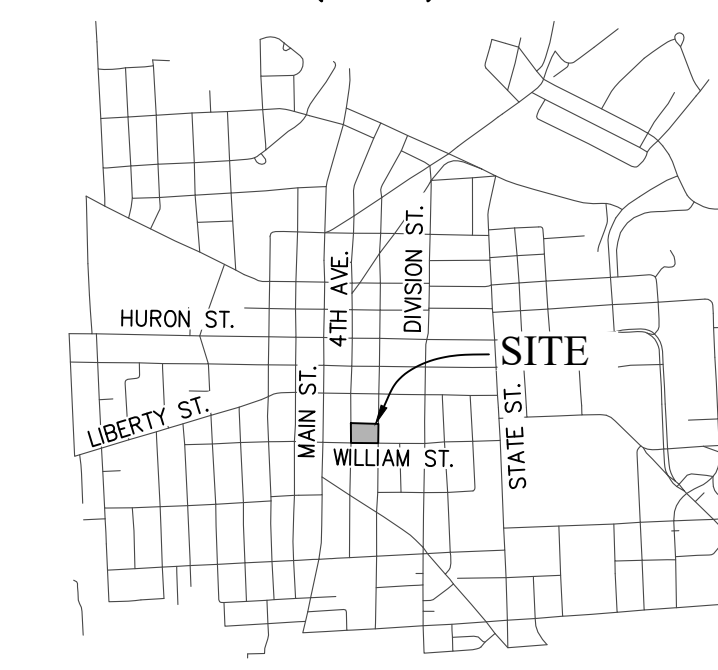 HURON ST.
4TH AVE.
DIVISION ST.
SITE
LIBERTY ST.
MAIN ST.
STATE ST.
WILLIAM ST.